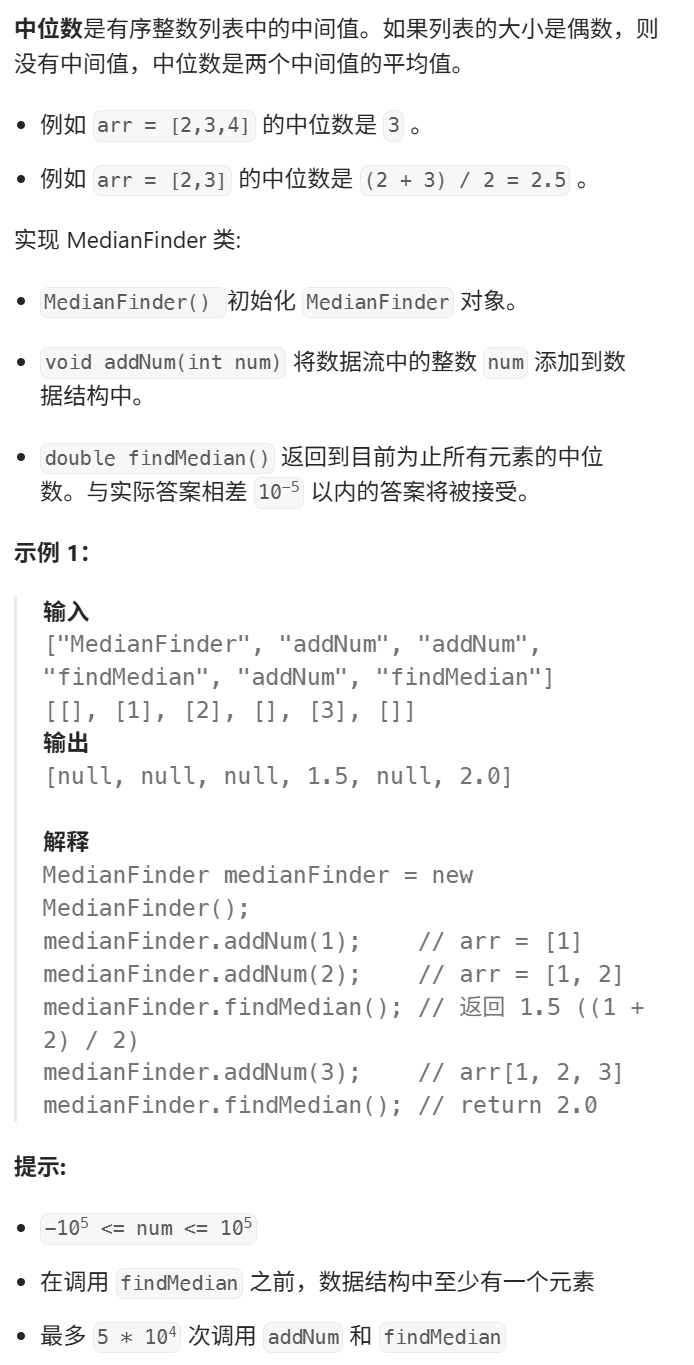 中位数是有序整数列表中的中间值。如果列表的大小是偶数，则
没有中间值，中位数是两个中间值的平均值。
• 例如 arr = [2,3,4] 的中位数是 3 。
• 例如 arr = [2,3] 的中位数是 (2 + 3) / 2 = 2.5 。
实现 MedianFinder 类:
• MedianFinder() 初始化 MedianFinder 对象。
• void addNum(int num) 将数据流中的整数 num 添加到数
据结构中。
• double findMedian() 返回到目前为止所有元素的中位
数。与实际答案相差 10⁻⁵ 以内的答案将被接受。
示例 1：
输入
["MedianFinder", "addNum", "addNum",
"findMedian", "addNum", "findMedian"]
[[], [1], [2], [], [3], []]
输出
[null, null, null, 1.5, null, 2.0]
解释
MedianFinder medianFinder = new
MedianFinder();
medianFinder.addNum(1);    // arr = [1]
medianFinder.addNum(2);    // arr = [1, 2]
medianFinder.findMedian(); // 返回 1.5 ((1 +
2) / 2)
medianFinder.addNum(3);    // arr[1, 2, 3]
medianFinder.findMedian(); // return 2.0
提示:
• -10⁵ <= num <= 10⁵
• 在调用 findMedian 之前，数据结构中至少有一个元素
• 最多 5 * 10⁴ 次调用 addNum 和 findMedian